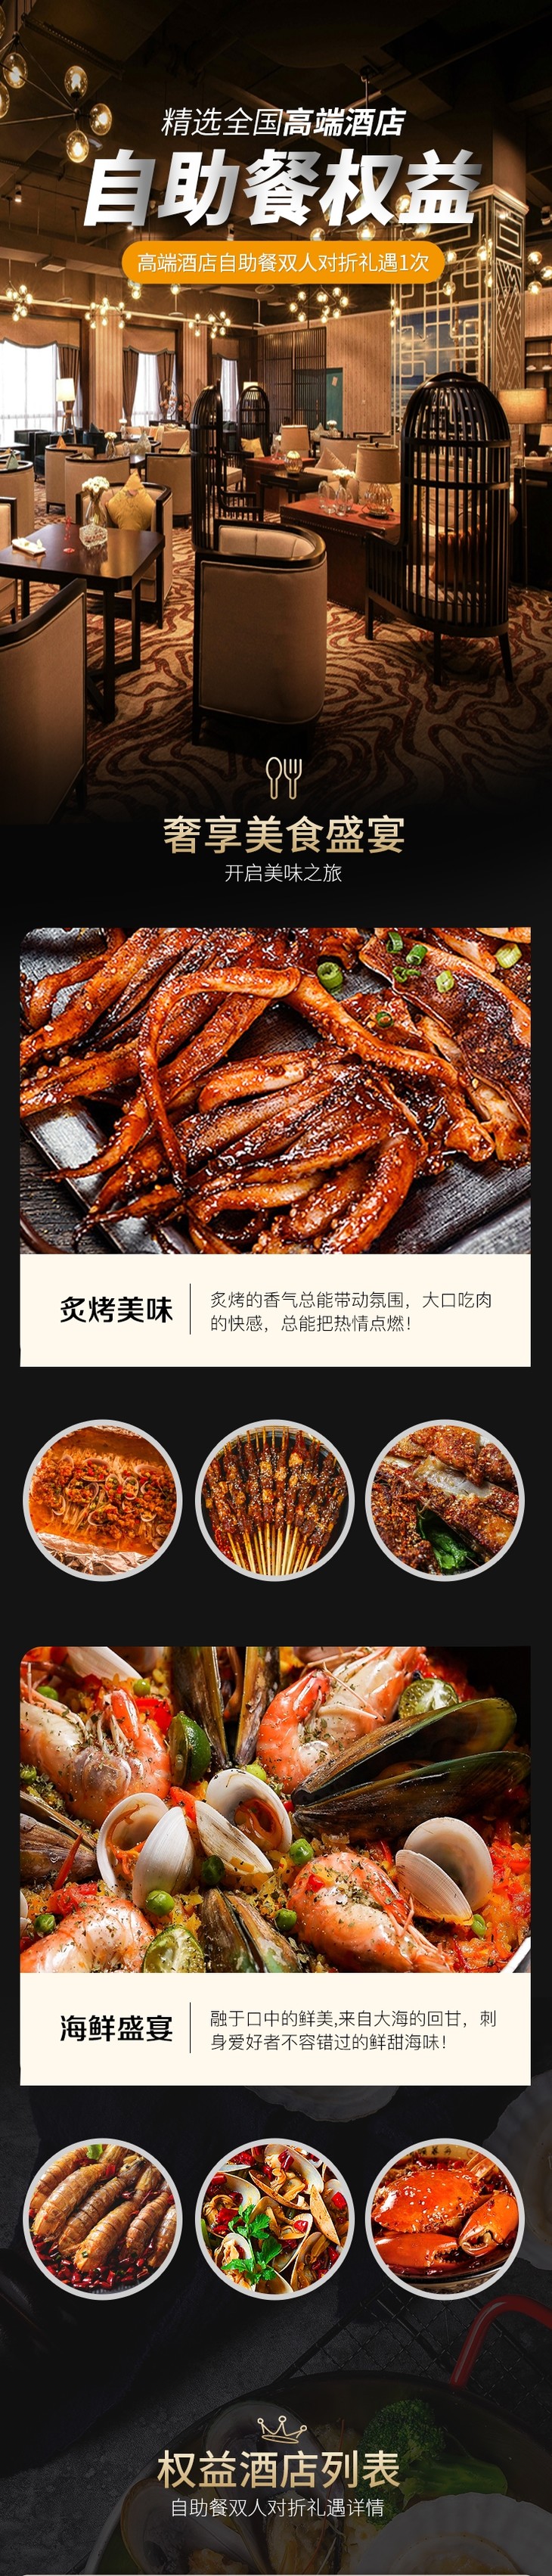 精选全国高端酒店
自助餐权益
高端酒店自助餐双人对折礼遇1次
奢享美食盛宴
开启美味之旅
炙烤美味
炙烤的香气总能带动氛围，大口吃肉
的快感，总能把热情点燃！
海鲜盛宴
融于口中的鲜美,来自大海的回甘，刺
身爱好者不容错过的鲜甜海味！
权益酒店列表
自助餐双人对折礼遇详情